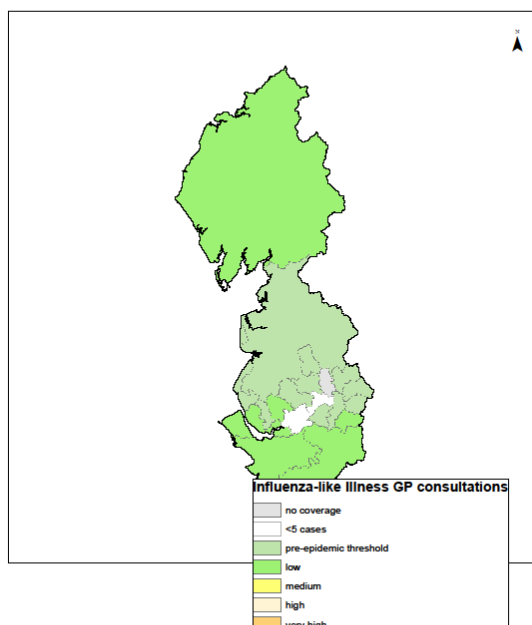 N
Influenza-like Illness GP consultations
no coverage
<5 cases
pre-epidemic threshold
low
medium
high
very high